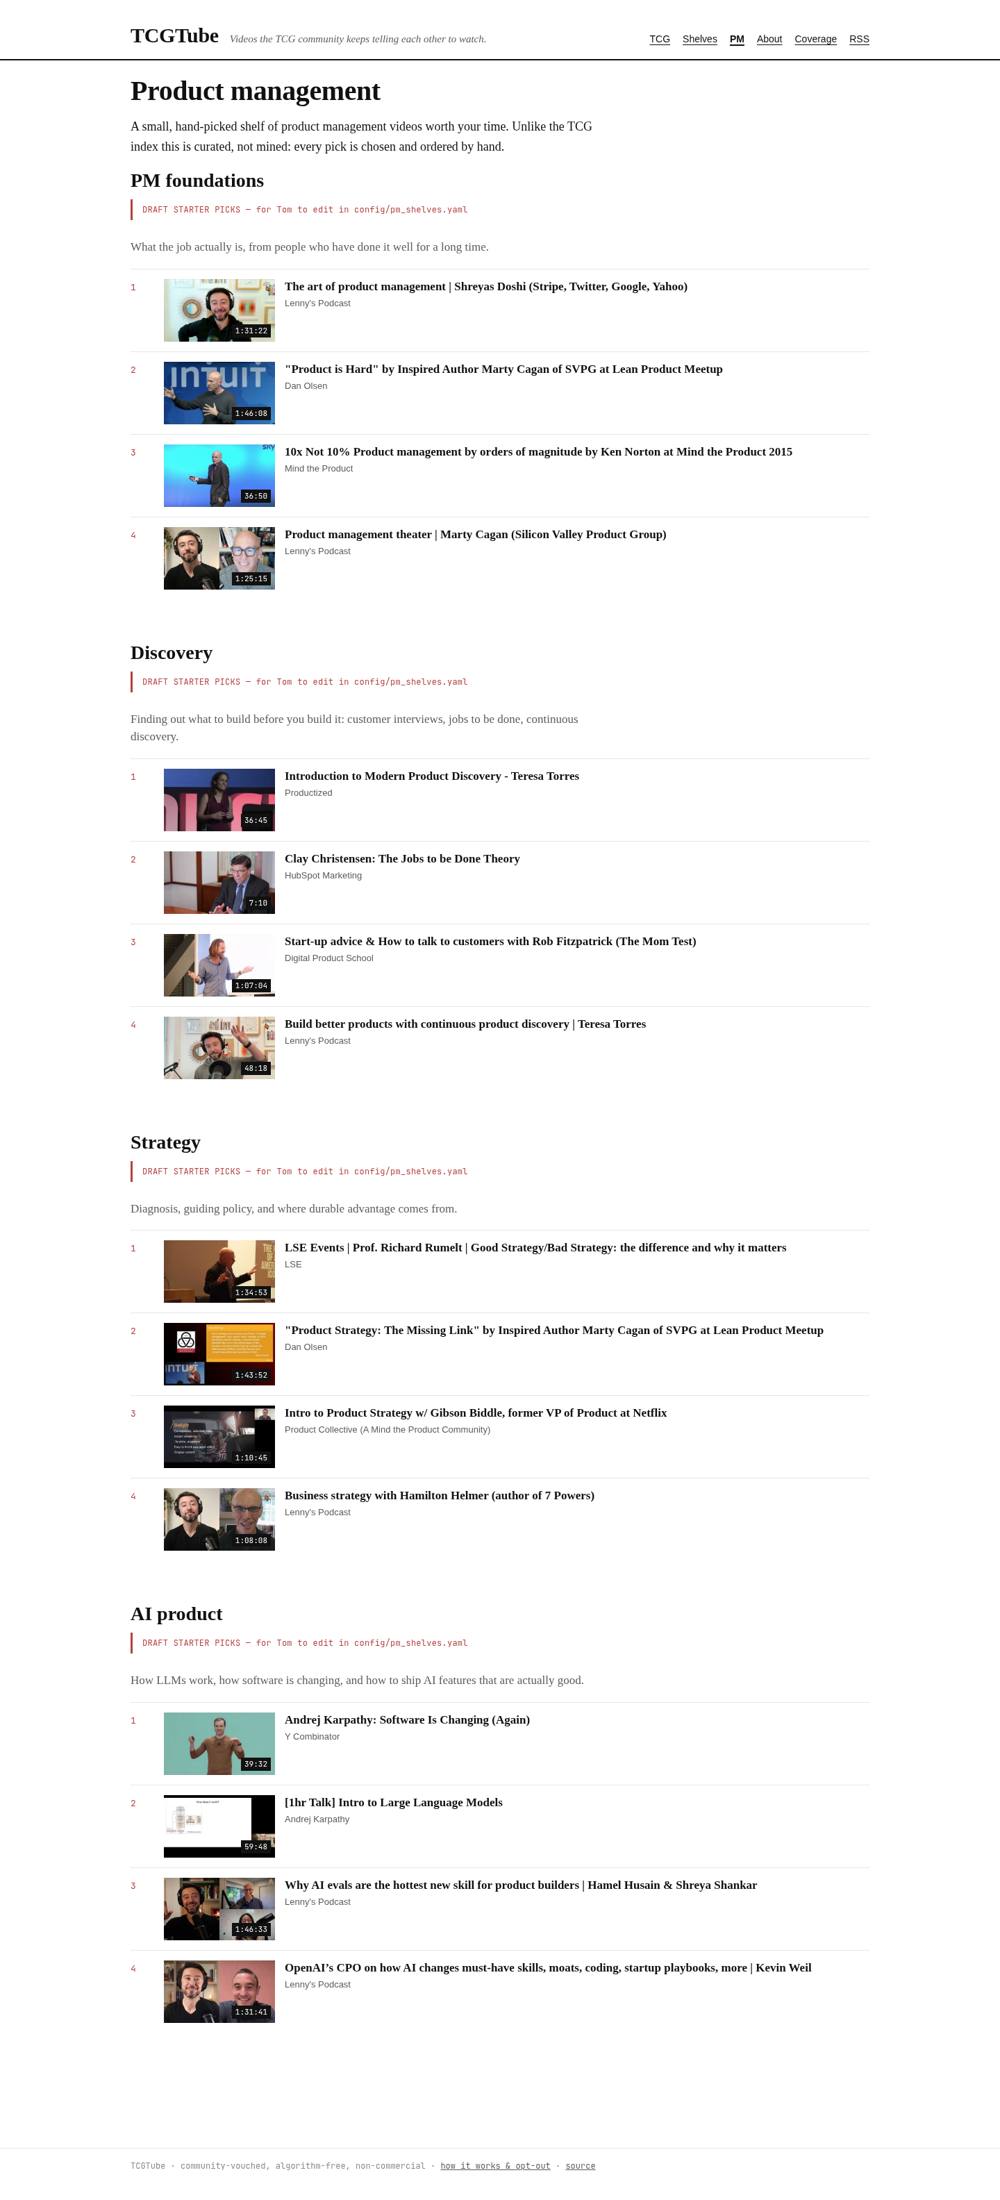 TCGTube Videos the TCG community keeps telling each other to watch. TCG Shelves PM About Coverage RSS
Product management
A small, hand-picked shelf of product management videos worth your time. Unlike the TCG
index this is curated, not mined: every pick is chosen and ordered by hand.
PM foundations
DRAFT STARTER PICKS — for Tom to edit in config/pm_shelves.yaml
What the job actually is, from people who have done it well for a long time.
1 The art of product management | Shreyas Doshi (Stripe, Twitter, Google, Yahoo)
Lenny's Podcast
1:31:22
2 INTUIT "Product is Hard" by Inspired Author Marty Cagan of SVPG at Lean Product Meetup
Dan Olsen
1:46:08
3 sky 10x Not 10% Product management by orders of magnitude by Ken Norton at Mind the Product 2015
Mind the Product
36:50
4 Product management theater | Marty Cagan (Silicon Valley Product Group)
Lenny's Podcast
1:25:15
Discovery
DRAFT STARTER PICKS — for Tom to edit in config/pm_shelves.yaml
Finding out what to build before you build it: customer interviews, jobs to be done, continuous
discovery.
1 Introduction to Modern Product Discovery - Teresa Torres
Productized
36:45
2 Clay Christensen: The Jobs to be Done Theory
HubSpot Marketing
7:10
3 Start-up advice & How to talk to customers with Rob Fitzpatrick (The Mom Test)
Digital Product School
1:07:04
4 Build better products with continuous product discovery | Teresa Torres
Lenny's Podcast
48:18
Strategy
DRAFT STARTER PICKS — for Tom to edit in config/pm_shelves.yaml
Diagnosis, guiding policy, and where durable advantage comes from.
1 LSE Events | Prof. Richard Rumelt | Good Strategy/Bad Strategy: the difference and why it matters
LSE
1:34:53
2 "Product Strategy: The Missing Link" by Inspired Author Marty Cagan of SVPG at Lean Product Meetup
Dan Olsen
1:43:52
3 Intro to Product Strategy w/ Gibson Biddle, former VP of Product at Netflix
Product Collective (A Mind the Product Community)
1:10:45
4 Business strategy with Hamilton Helmer (author of 7 Powers)
Lenny's Podcast
1:08:08
AI product
DRAFT STARTER PICKS — for Tom to edit in config/pm_shelves.yaml
How LLMs work, how software is changing, and how to ship AI features that are actually good.
1 Andrej Karpathy: Software Is Changing (Again)
Y Combinator
39:32
2 [1hr Talk] Intro to Large Language Models
Andrej Karpathy
59:48
3 Why AI evals are the hottest new skill for product builders | Hamel Husain & Shreya Shankar
Lenny's Podcast
1:46:33
4 OpenAI’s CPO on how AI changes must-have skills, moats, coding, startup playbooks, more | Kevin Weil
Lenny's Podcast
1:31:41
TCGTube · community-vouched, algorithm-free, non-commercial · how it works & opt-out · source